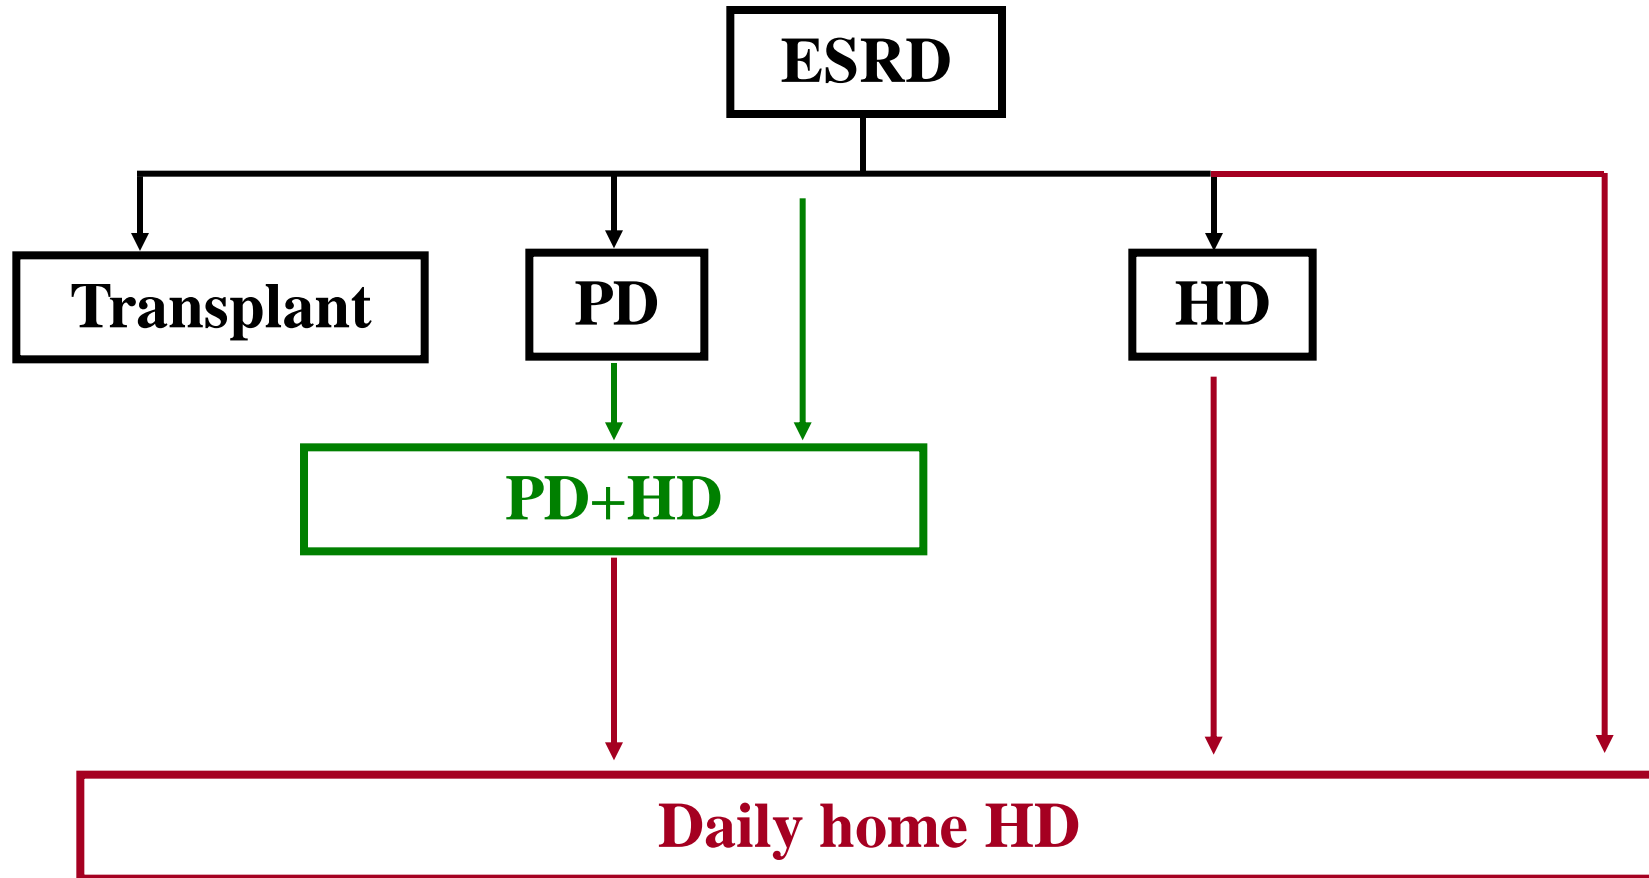 ESRD
Transplant
PD
HD
PD+HD
Daily home HD